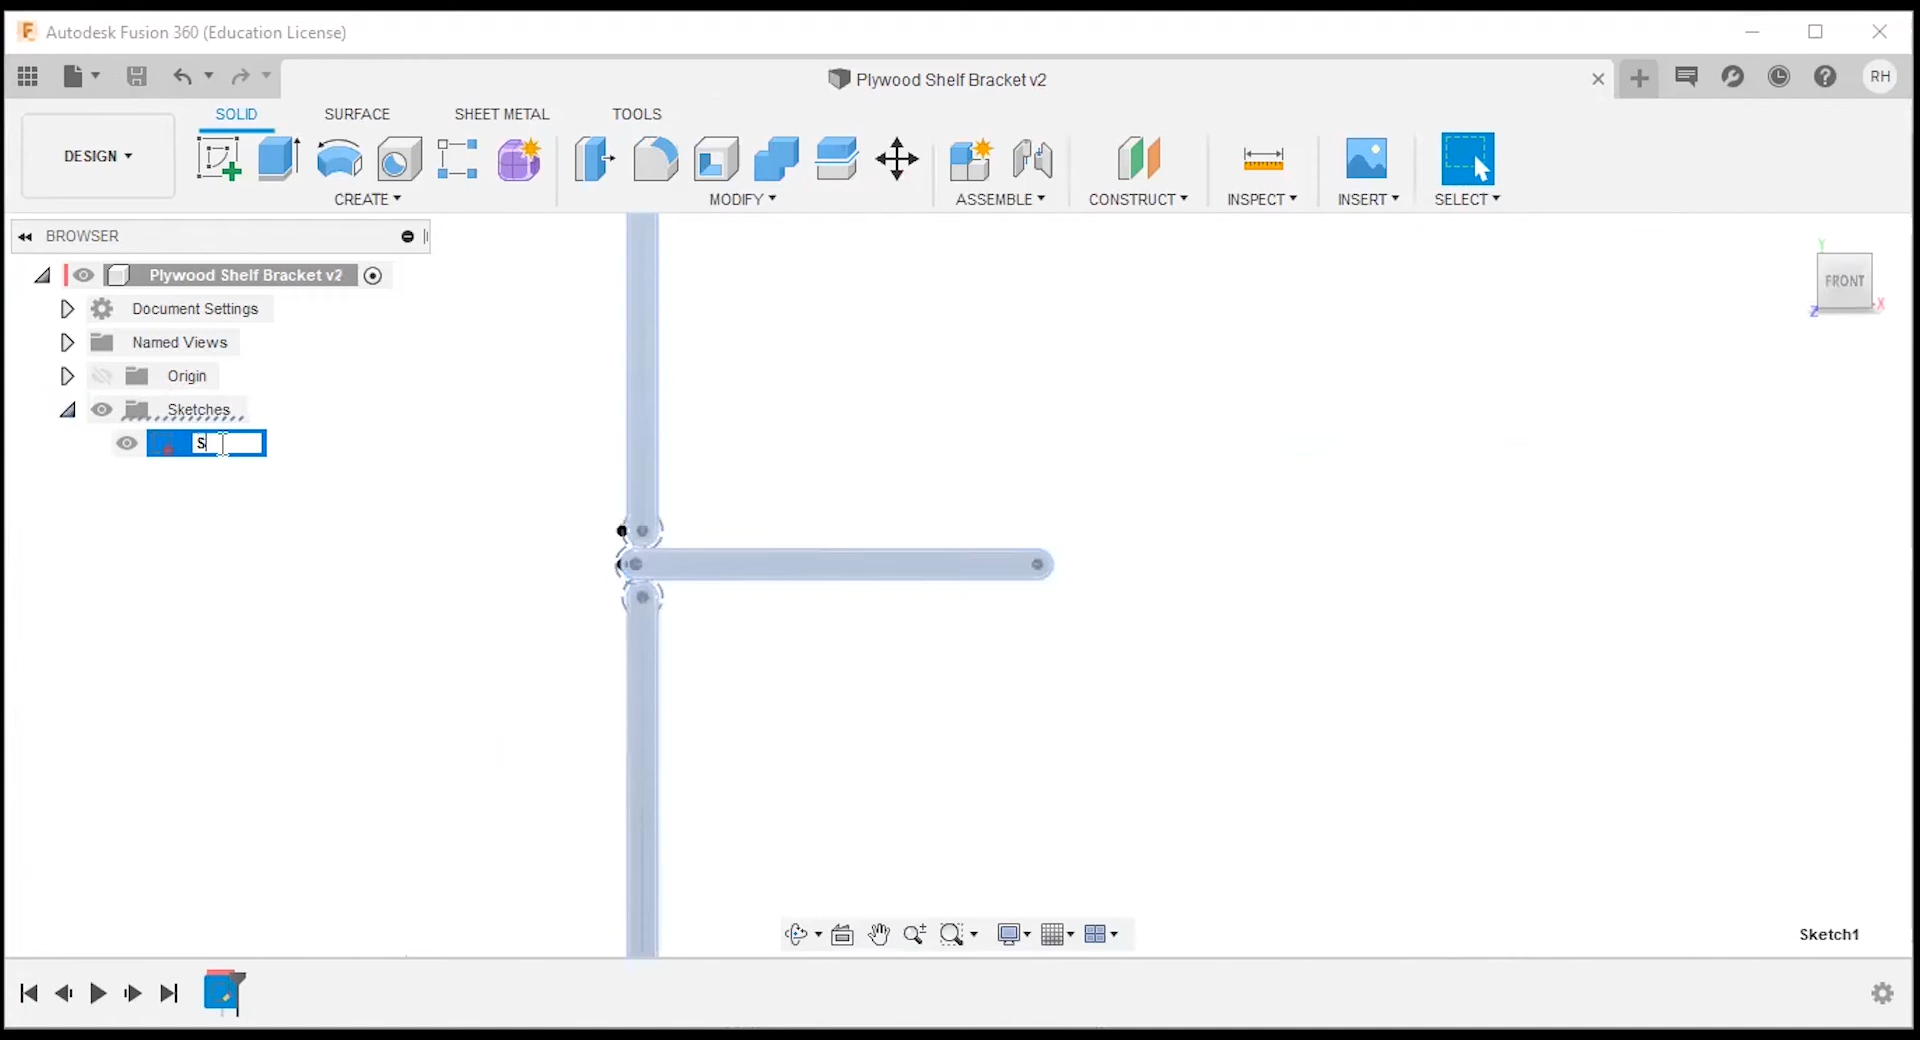 Autodesk Fusion 360 (Education License)
Plywood Shelf Bracket v2
RH
SOLID
SURFACE
SHEET METAL
TOOLS
DESIGN
CREATE
MODIFY
ASSEMBLE
CONSTRUCT
INSPECT
INSERT
SELECT
BROWSER
Plywood Shelf Bracket v2
Document Settings
Named Views
Origin
Sketches
S
Y
FRONT
X
Z
Sketch1